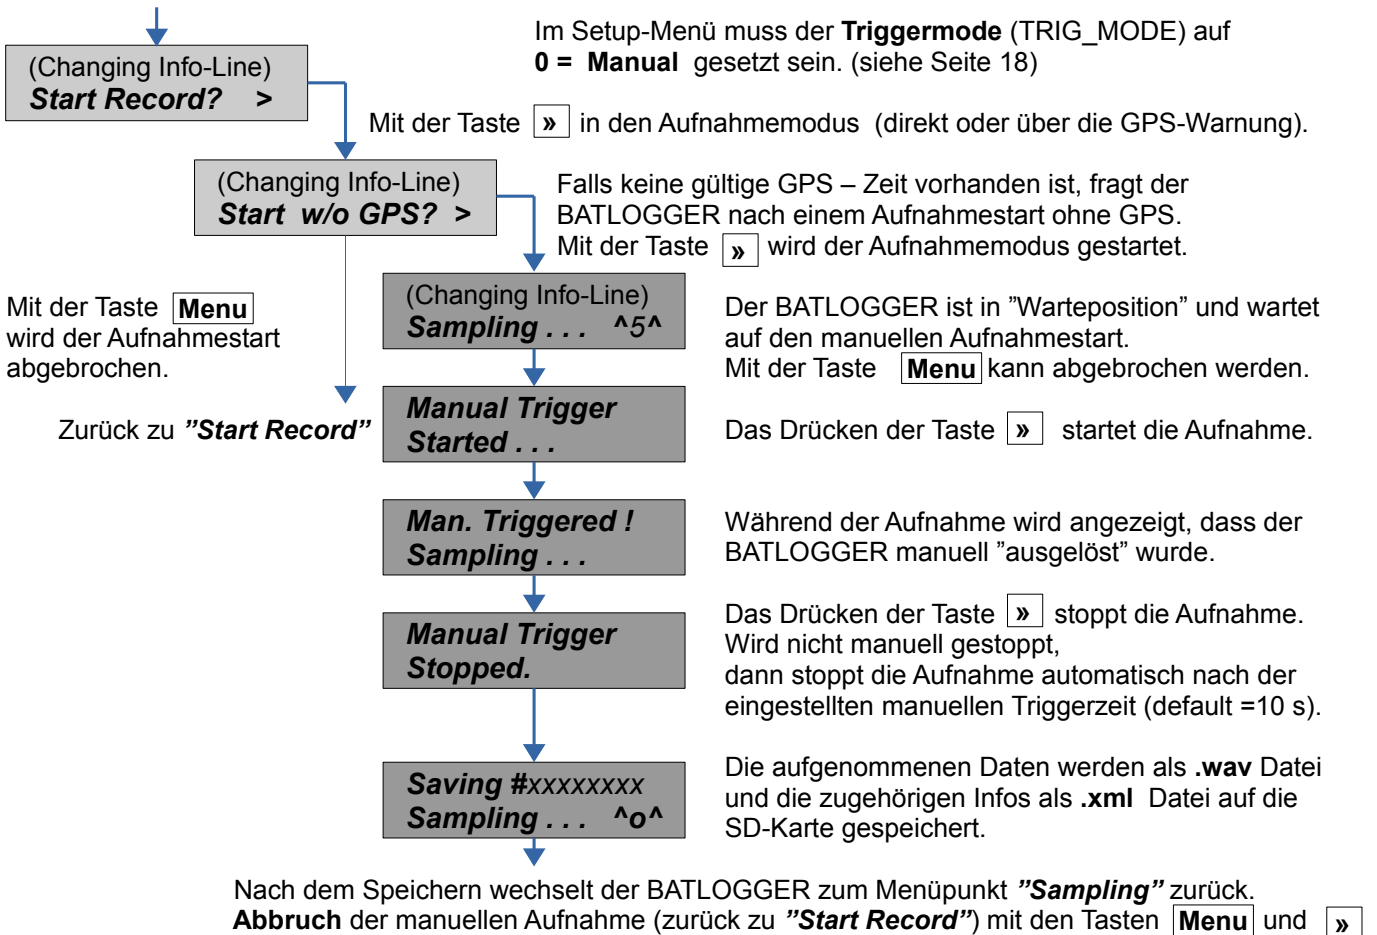 Im Setup-Menü muss der Triggermode (TRIG_MODE) auf
0 = Manual gesetzt sein. (siehe Seite 18)
(Changing Info-Line)
Start Record? >
Mit der Taste » in den Aufnahmemodus (direkt oder über die GPS-Warnung).
(Changing Info-Line)
Start w/o GPS? >
Falls keine gültige GPS – Zeit vorhanden ist, fragt der
BATLOGGER nach einem Aufnahmestart ohne GPS.
Mit der Taste » wird der Aufnahmemodus gestartet.
Mit der Taste Menu
wird der Aufnahmestart
abgebrochen.
(Changing Info-Line)
Sampling . . . ^5^
Der BATLOGGER ist in ”Warteposition” und wartet
auf den manuellen Aufnahmestart.
Mit der Taste Menu kann abgebrochen werden.
Zurück zu ”Start Record”
Manual Trigger
Started . . .
Das Drücken der Taste » startet die Aufnahme.
Man. Triggered !
Sampling . . .
Während der Aufnahme wird angezeigt, dass der
BATLOGGER manuell ”ausgelöst” wurde.
Manual Trigger
Stopped.
Das Drücken der Taste » stoppt die Aufnahme.
Wird nicht manuell gestoppt,
dann stoppt die Aufnahme automatisch nach der
eingestellten manuellen Triggerzeit (default =10 s).
Saving #xxxxxxxx
Sampling . . . ^o^
Die aufgenommenen Daten werden als .wav Datei
und die zugehörigen Infos als .xml Datei auf die
SD-Karte gespeichert.
Nach dem Speichern wechselt der BATLOGGER zum Menüpunkt ”Sampling” zurück.
Abbruch der manuellen Aufnahme (zurück zu ”Start Record”) mit den Tasten Menu und »